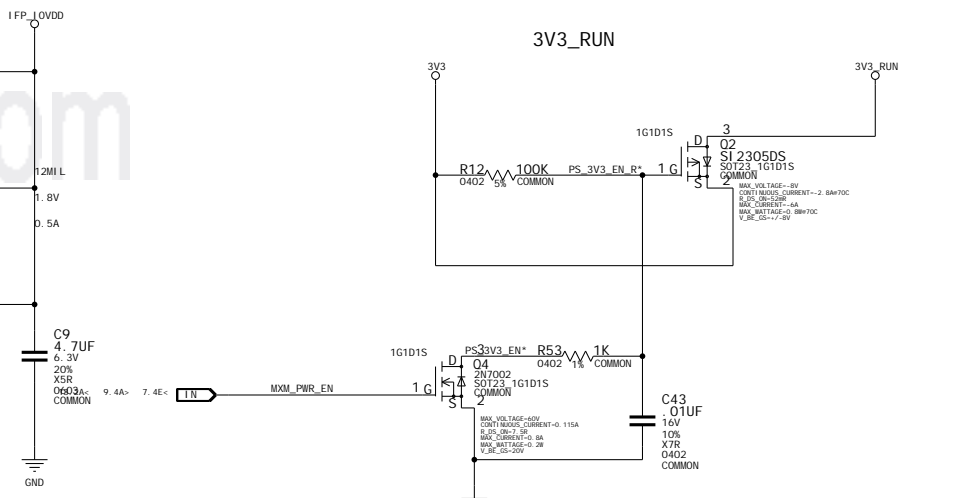 IFP_IOVDD
12MIL
1.8V
0.5A
C9
4.7UF
6.3V
20%
X5R
0603
COMMON
GND
9.4A>
7.4E<
IN
MXM_PWR_EN
3V3_RUN
3V3
3V3_RUN
R12
100K
0402
5%
COMMON
PS_3V3_EN_R*
1G1D1S
1
G
D
S
3
2
Q2
SI2305DS
SOT23_1G1D1S
COMMON
MAX_VOLTAGE=-8V
CONTINUOUS_CURRENT=-2.8A#70C
R_DS_ON=52mR
MAX_CURRENT=-6A
MAX_WATTAGE=0.8W#70C
V_BE_GS=+/-8V
1G1D1S
1
G
D
S
3
2
PS_3V3_EN*
Q4
2N7002
SOT23_1G1D1S
COMMON
MAX_VOLTAGE=60V
CONTINUOUS_CURRENT=0.115A
R_DS_ON=7.5R
MAX_CURRENT=0.8A
MAX_WATTAGE=0.2W
V_BE_GS=20V
R53
1K
0402
1%
COMMON
C43
.01UF
16V
10%
X7R
0402
COMMON
om